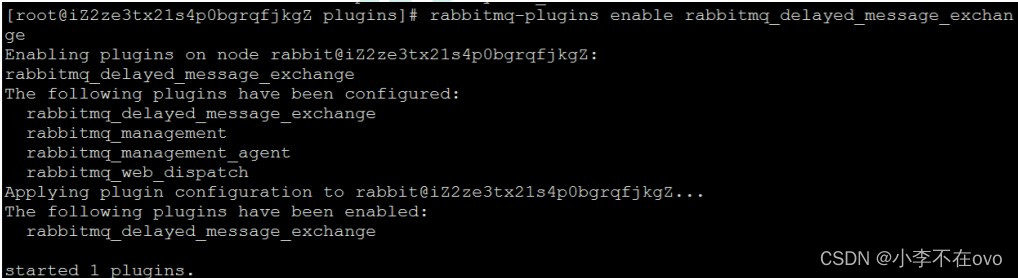 [root@iZ2ze3tx21s4p0bgrqfjkgZ plugins]# rabbitmq-plugins enable rabbitmq_delayed_message_exchan
ge
Enabling plugins on node rabbit@iZ2ze3tx21s4p0bgrqfjkgZ:
rabbitmq_delayed_message_exchange
The following plugins have been configured:
  rabbitmq_delayed_message_exchange
  rabbitmq_management
  rabbitmq_management_agent
  rabbitmq_web_dispatch
Applying plugin configuration to rabbit@iZ2ze3tx21s4p0bgrqfjkgZ...
The following plugins have been enabled:
  rabbitmq_delayed_message_exchange
started 1 plugins.
CSDN @小李不在ovo